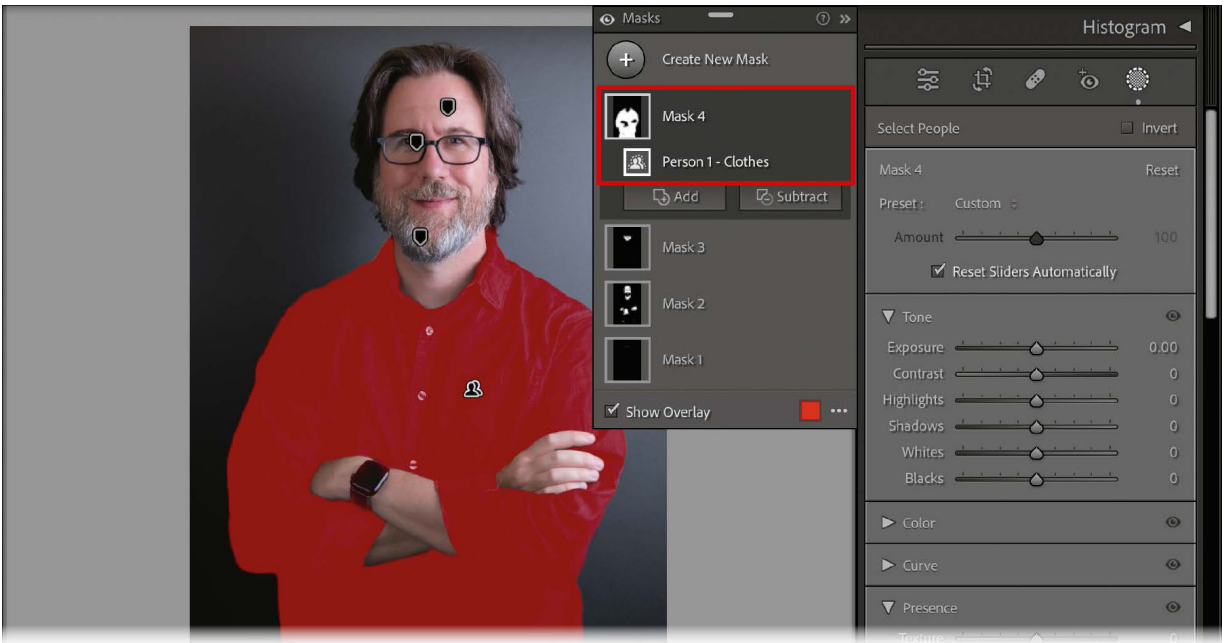 Masks
Create New Mask
Mask 4
Person 1 - Clothes
Add
Subtract
Mask 3
Mask 2
Mask 1
Show Overlay
Histogram
Select People
Invert
Mask 4
Reset
Preset :
Custom
Amount
100
Reset Sliders Automatically
Tone
Exposure
0.00
Contrast
0
Highlights
0
Shadows
0
Whites
0
Blacks
0
Color
Curve
Presence
Texture
0